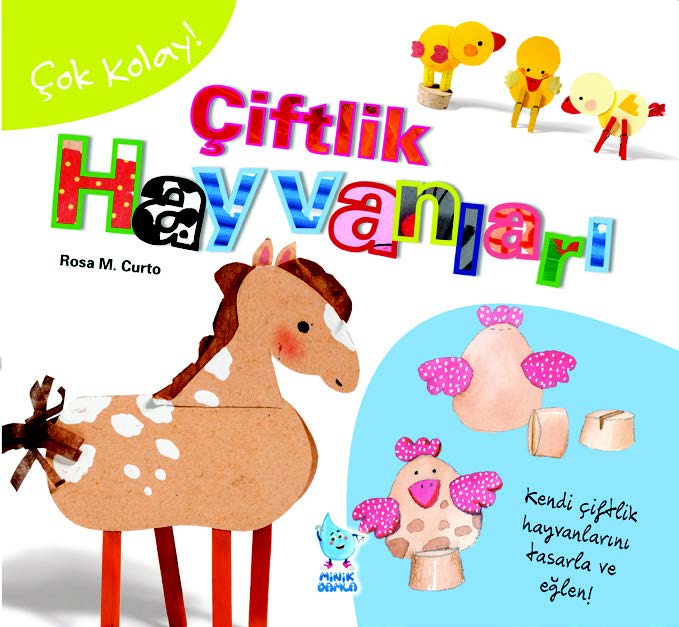 Çok kolay!
Çiftlik
Hayvanları
Rosa M. Curto
Kendi çiftlik
hayvanlarını
tasarla ve
eğlen!
MİNİK
DAMLA